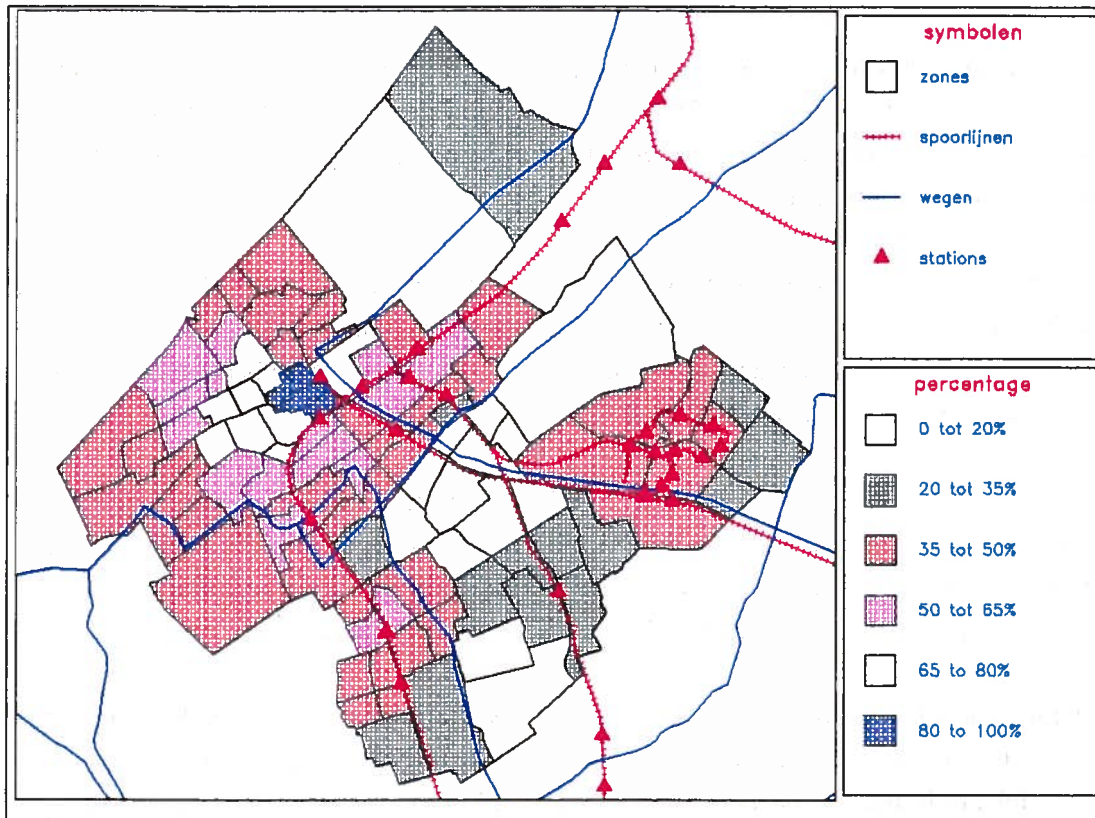 symbolen
zones
spoorlijnen
wegen
stations
percentage
0 tot 20%
20 tot 35%
35 tot 50%
50 tot 65%
65 to 80%
80 to 100%